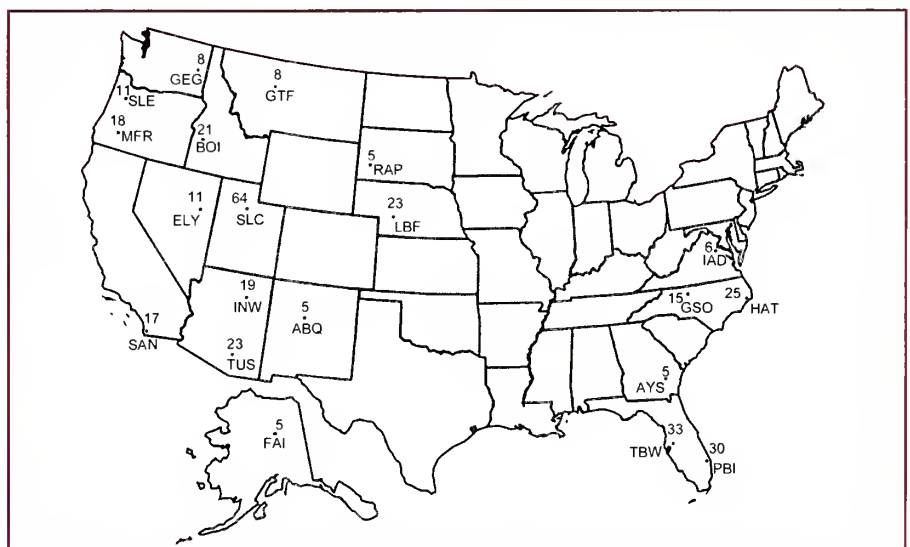 8
GEG
8
GTF
11
SLE
18
MFR
21
BOI
5
RAP
11
ELY
64
SLC
23
LBF
6
IAD
19
INW
5
ABQ
15
GSO
25
HAT
17
SAN
23
TUS
5
AYS
5
FAI
33
TBW
30
PBI